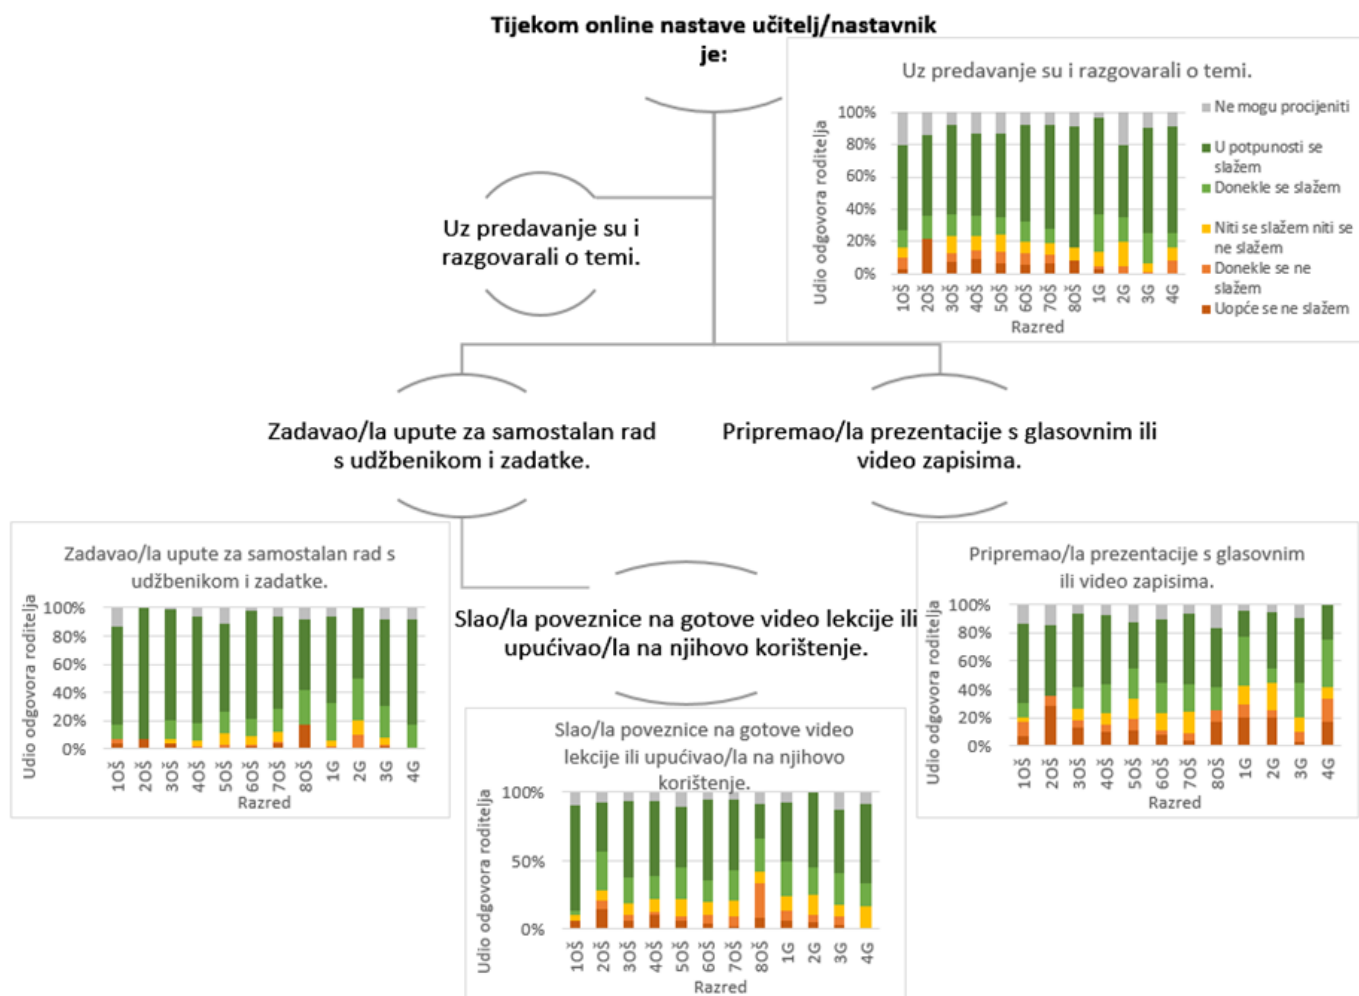 Tijekom online nastave učitelj/nastavnik
je:
Uz predavanje su i razgovarali o temi.
Udio odgovora roditelja
100%
80%
60%
40%
20%
0%
1OŠ
2OŠ
3OŠ
4OŠ
5OŠ
6OŠ
7OŠ
8OŠ
1G
2G
3G
4G
Razred
Ne mogu procijeniti
U potpunosti se
slažem
Donekle se slažem
Niti se slažem niti se
ne slažem
Donekle se ne
slažem
Uopće se ne slažem
Uz predavanje su i
razgovarali o temi.
Zadavao/la upute za samostalan rad
s udžbenikom i zadatke.
Pripremao/la prezentacije s glasovnim ili
video zapisima.
Zadavao/la upute za samostalan rad s
udžbenikom i zadatke.
Udio odgovora roditelja
100%
80%
60%
40%
20%
0%
1OŠ
2OŠ
3OŠ
4OŠ
5OŠ
6OŠ
7OŠ
8OŠ
1G
2G
3G
4G
Razred
Slao/la poveznice na gotove video lekcije ili
upućivao/la na njihovo korištenje.
Pripremao/la prezentacije s glasovnim
ili video zapisima.
Udio odgovora roditelja
100%
80%
60%
40%
20%
0%
1OŠ
2OŠ
3OŠ
4OŠ
5OŠ
6OŠ
7OŠ
8OŠ
1G
2G
3G
4G
Razred
Slao/la poveznice na gotove video
lekcije ili upućivao/la na njihovo
korištenje.
Udio odgovora roditelja
100%
50%
0%
1OŠ
2OŠ
3OŠ
4OŠ
5OŠ
6OŠ
7OŠ
8OŠ
1G
2G
3G
4G
Razred